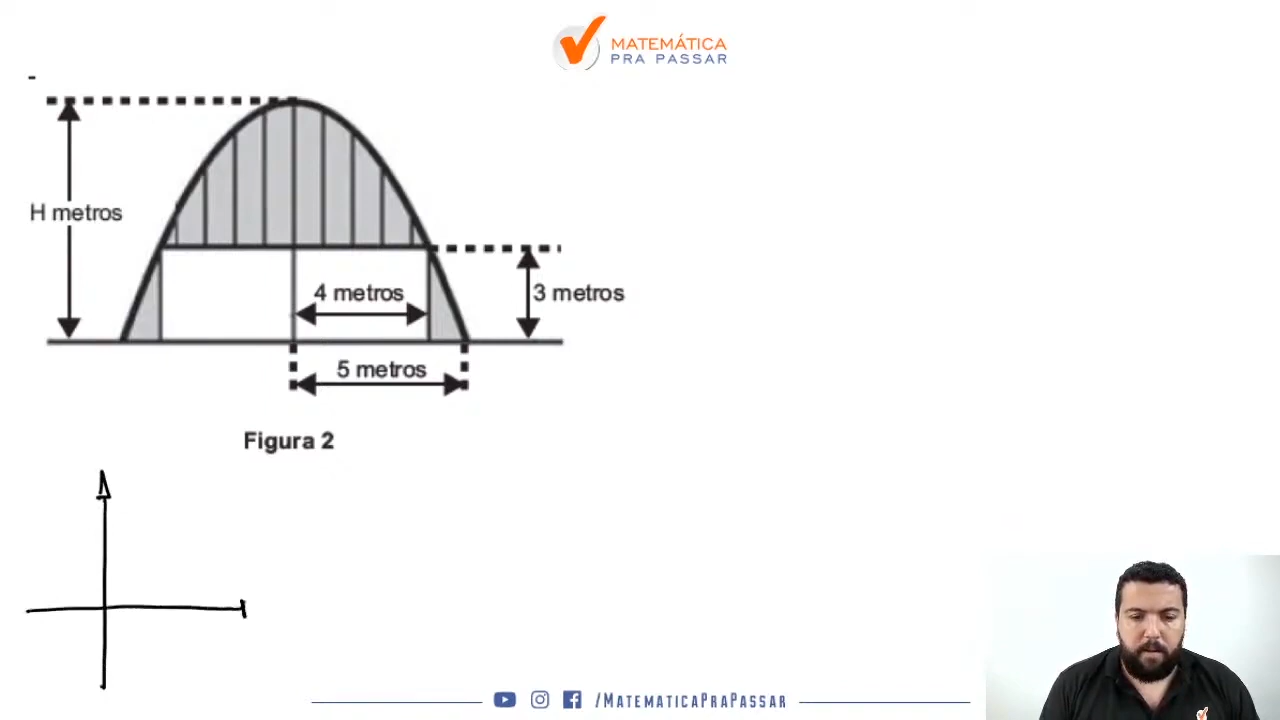 MATEMÁTICA
PRA PASSAR
H metros
4 metros
3 metros
5 metros
Figura 2
/MATEMATICAPRAPASSAR